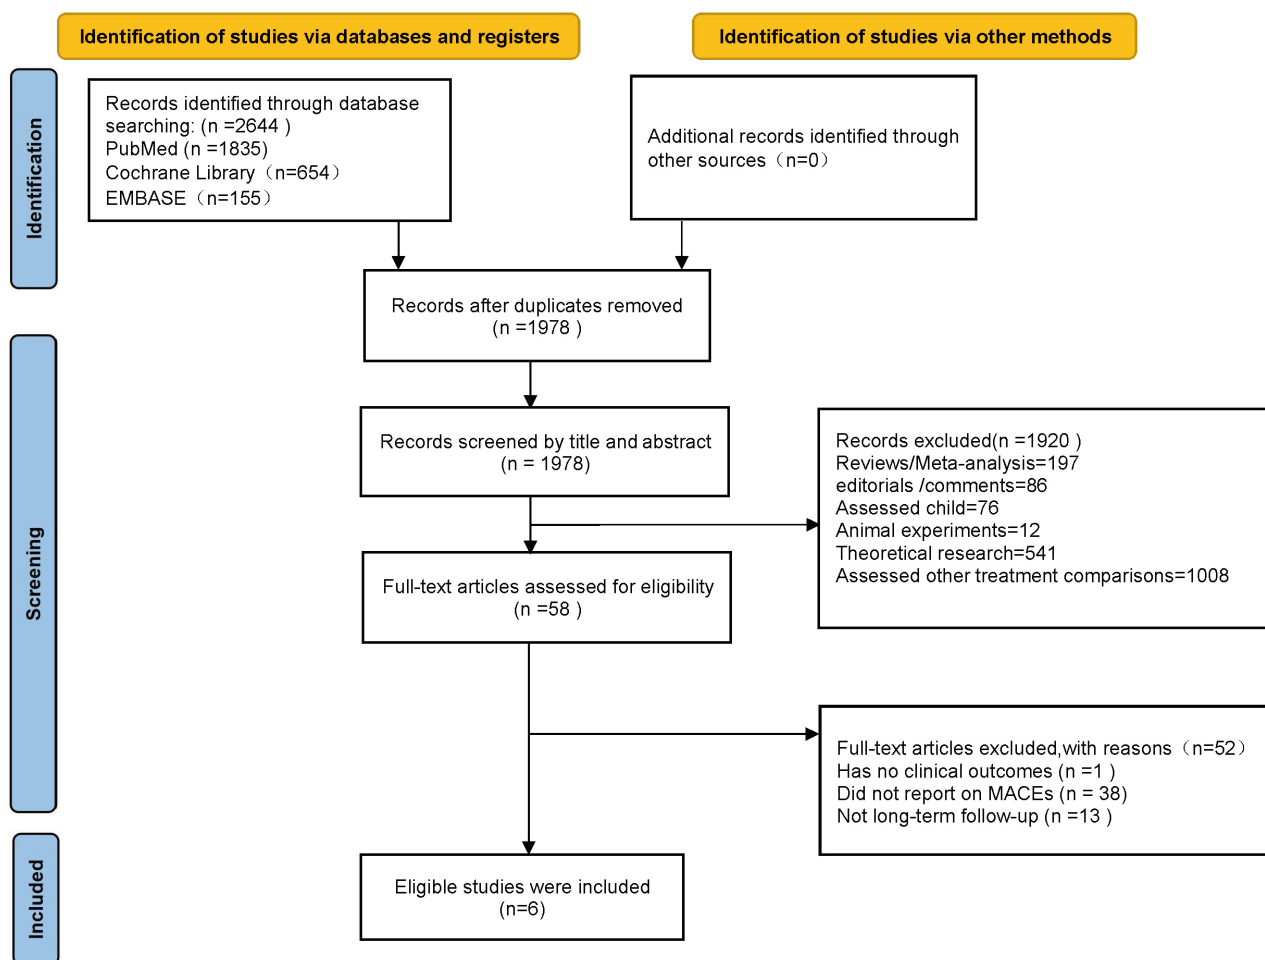 Identification of studies via databases and registers
Identification of studies via other methods
Identification
Records identified through database
searching: (n =2644 )
PubMed (n =1835)
Cochrane Library（n=654）
EMBASE（n=155）
Additional records identified through
other sources（n=0）
Records after duplicates removed
(n =1978 )
Screening
Records screened by title and abstract
(n = 1978)
Records excluded(n =1920 )
Reviews/Meta-analysis=197
editorials /comments=86
Assessed child=76
Animal experiments=12
Theoretical research=541
Assessed other treatment comparisons=1008
Full-text articles assessed for eligibility
(n =58 )
Full-text articles excluded,with reasons（n=52）
Has no clinical outcomes (n =1 )
Did not report on MACEs (n = 38)
Not long-term follow-up (n =13 )
Included
Eligible studies were included
(n=6)